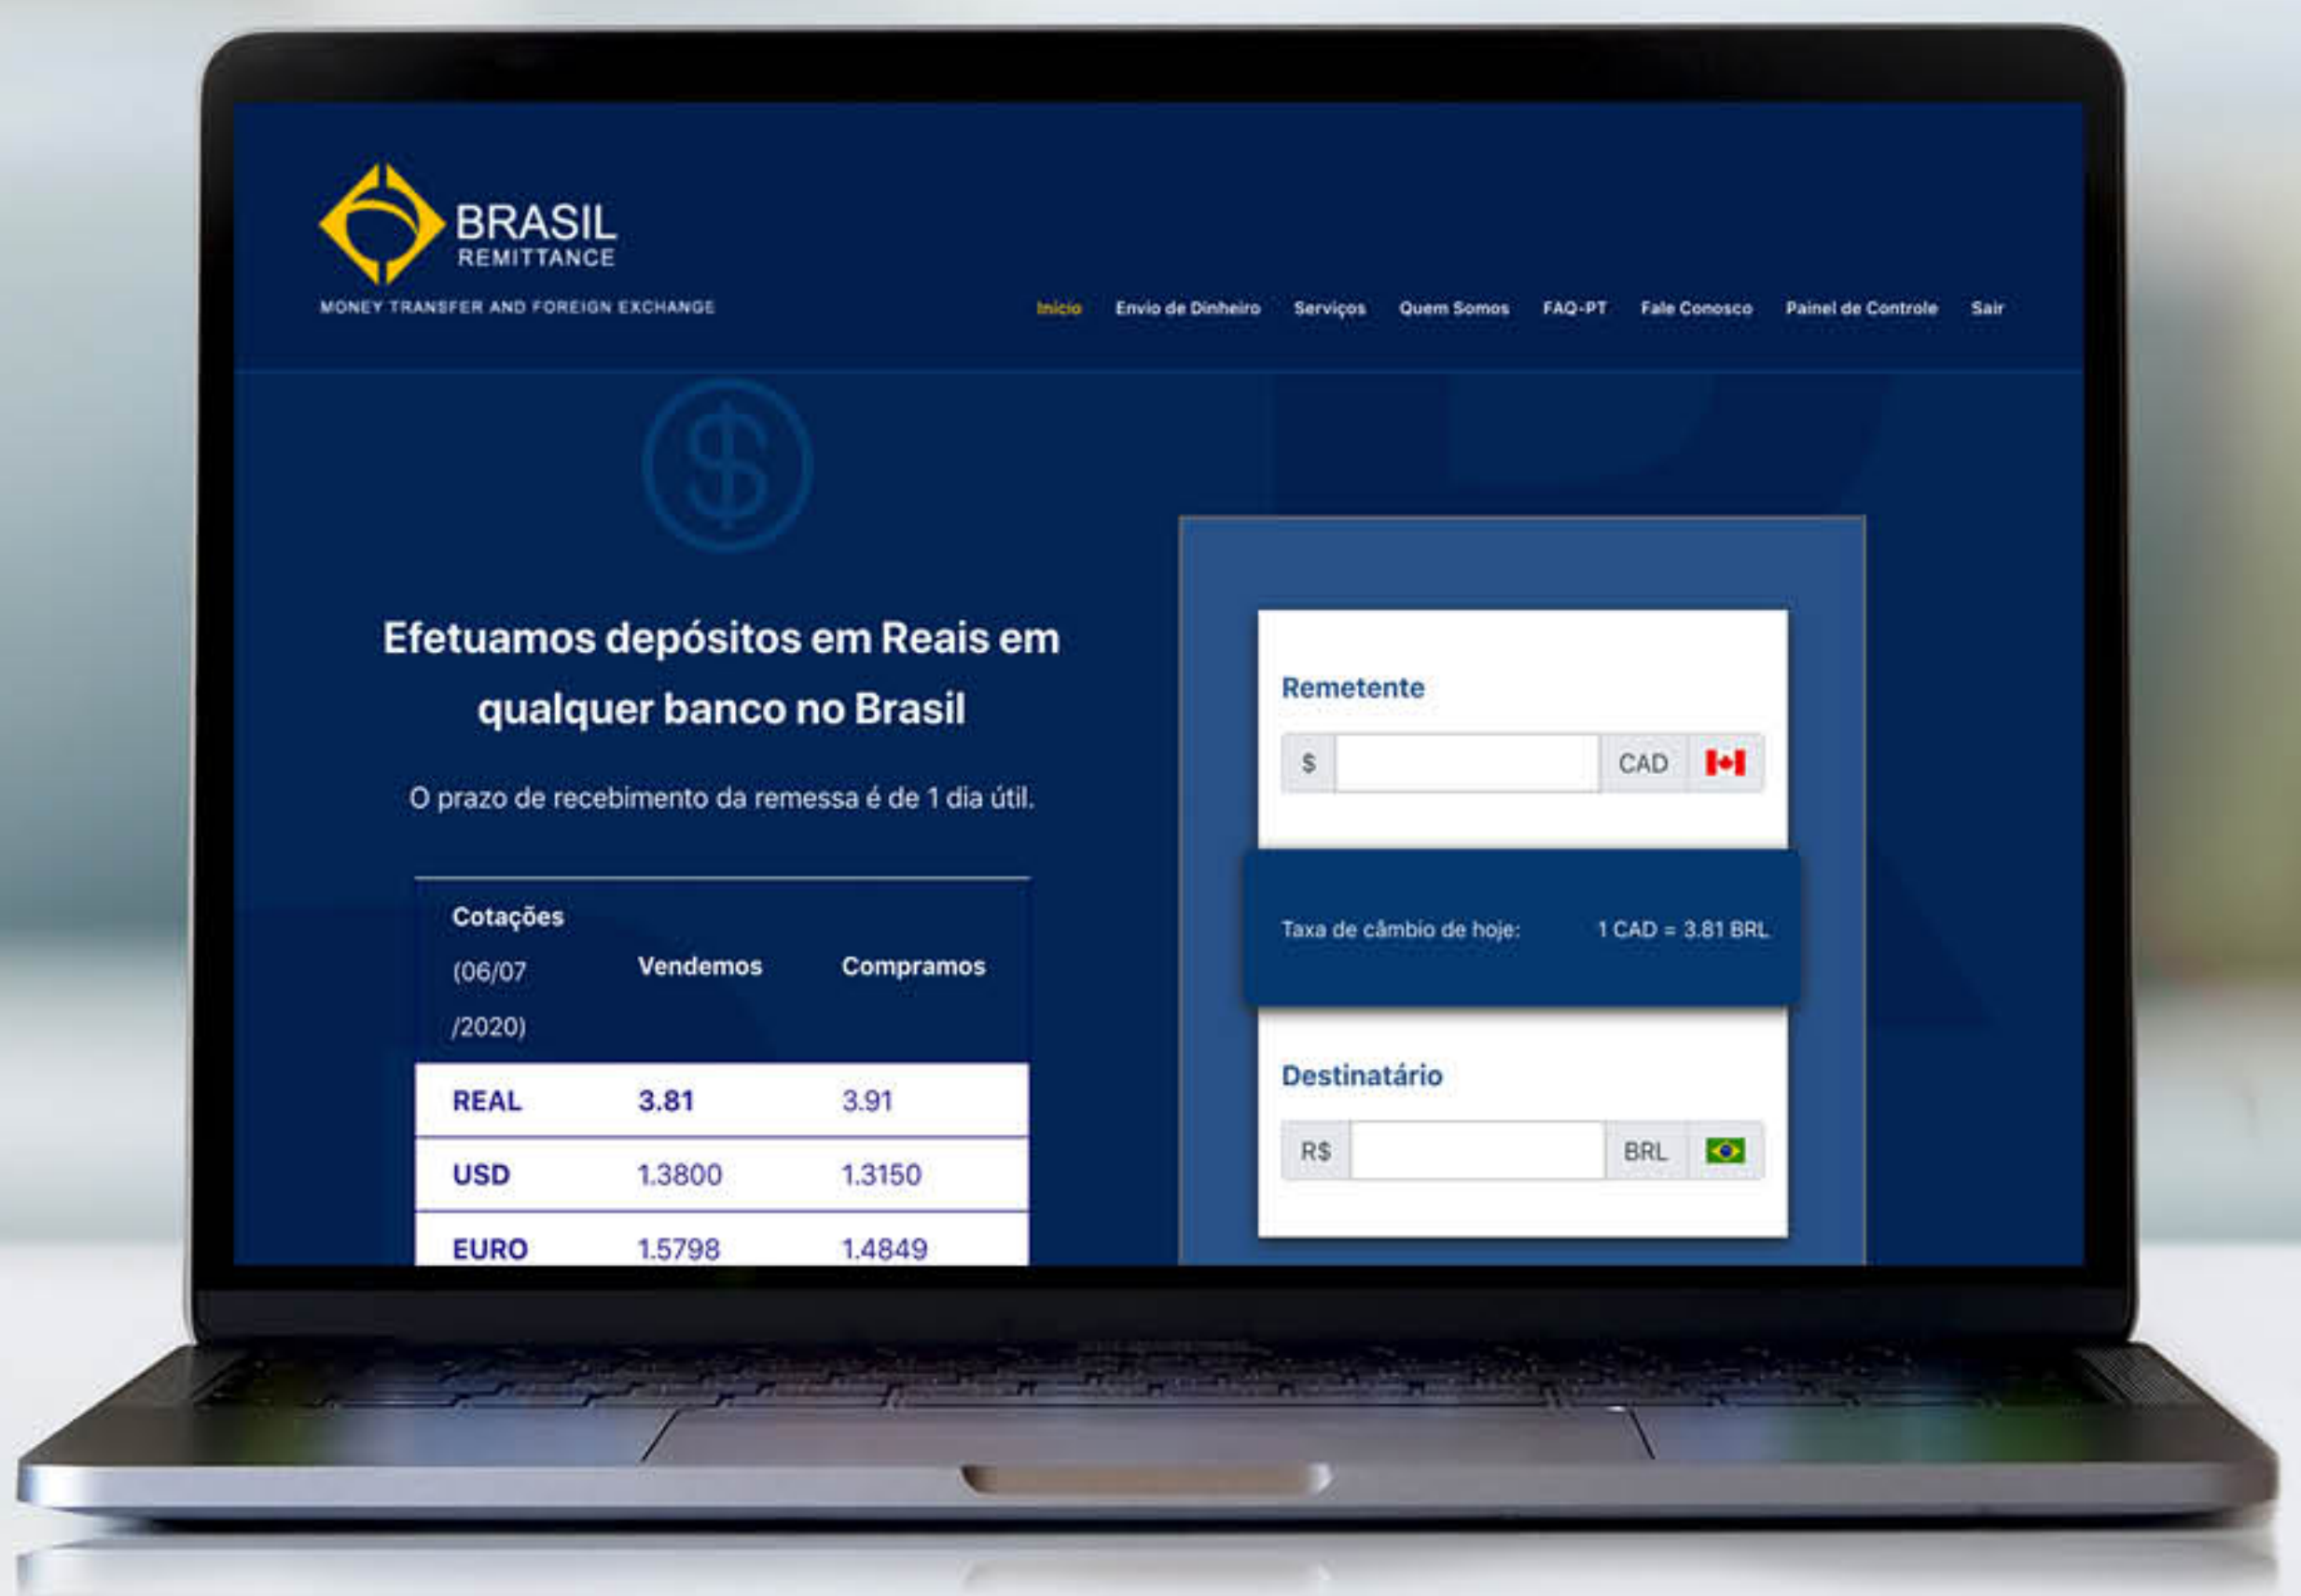 BRASIL
REMITTANCE
MONEY TRANSFER AND FOREIGN EXCHANGE
Início Envio de Dinheiro Serviços Quem Somos FAQ-PT Fale Conosco Painel de Controle Sair
$
Efetuamos depósitos em Reais em
qualquer banco no Brasil
O prazo de recebimento da remessa é de 1 dia útil.
Cotações
(06/07
/2020)
Vendemos Compramos
REAL 3.81 3.91
USD 1.3800 1.3150
EURO 1.5798 1.4849
Remetente
$ CAD
Taxa de câmbio de hoje: 1 CAD = 3.81 BRL
Destinatário
R$ BRL